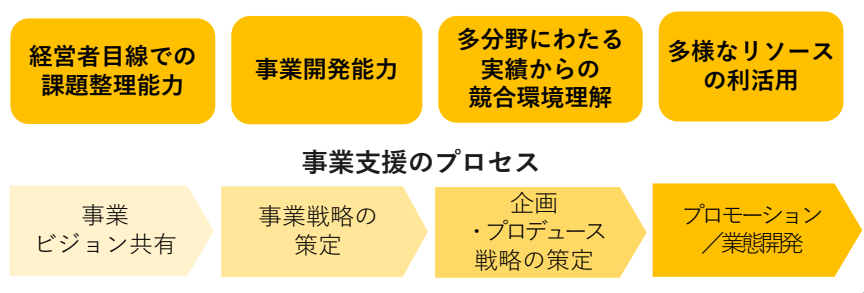 経営者目線での
課題整理能力
事業開発能力
多分野にわたる
実績からの
競合環境理解
多様なリソース
の利活用
事業支援のプロセス
事業
ビジョン共有
事業戦略の
策定
企画
・プロデュース
戦略の策定
プロモーション
／業態開発